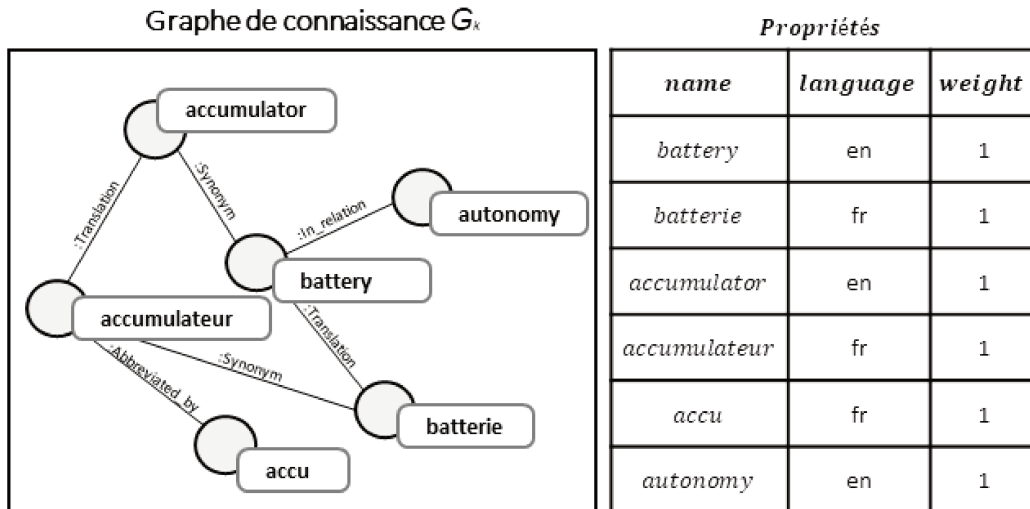 Graphe de connaissance Gk
accumulator
:Translation
:Synonym
:In_relation
autonomy
battery
accumulateur
:Translation
:Abbreviated_by
:Synonym
batterie
accu
Propriétés
name language weight
battery en 1
batterie fr 1
accumulator en 1
accumulateur fr 1
accu fr 1
autonomy en 1